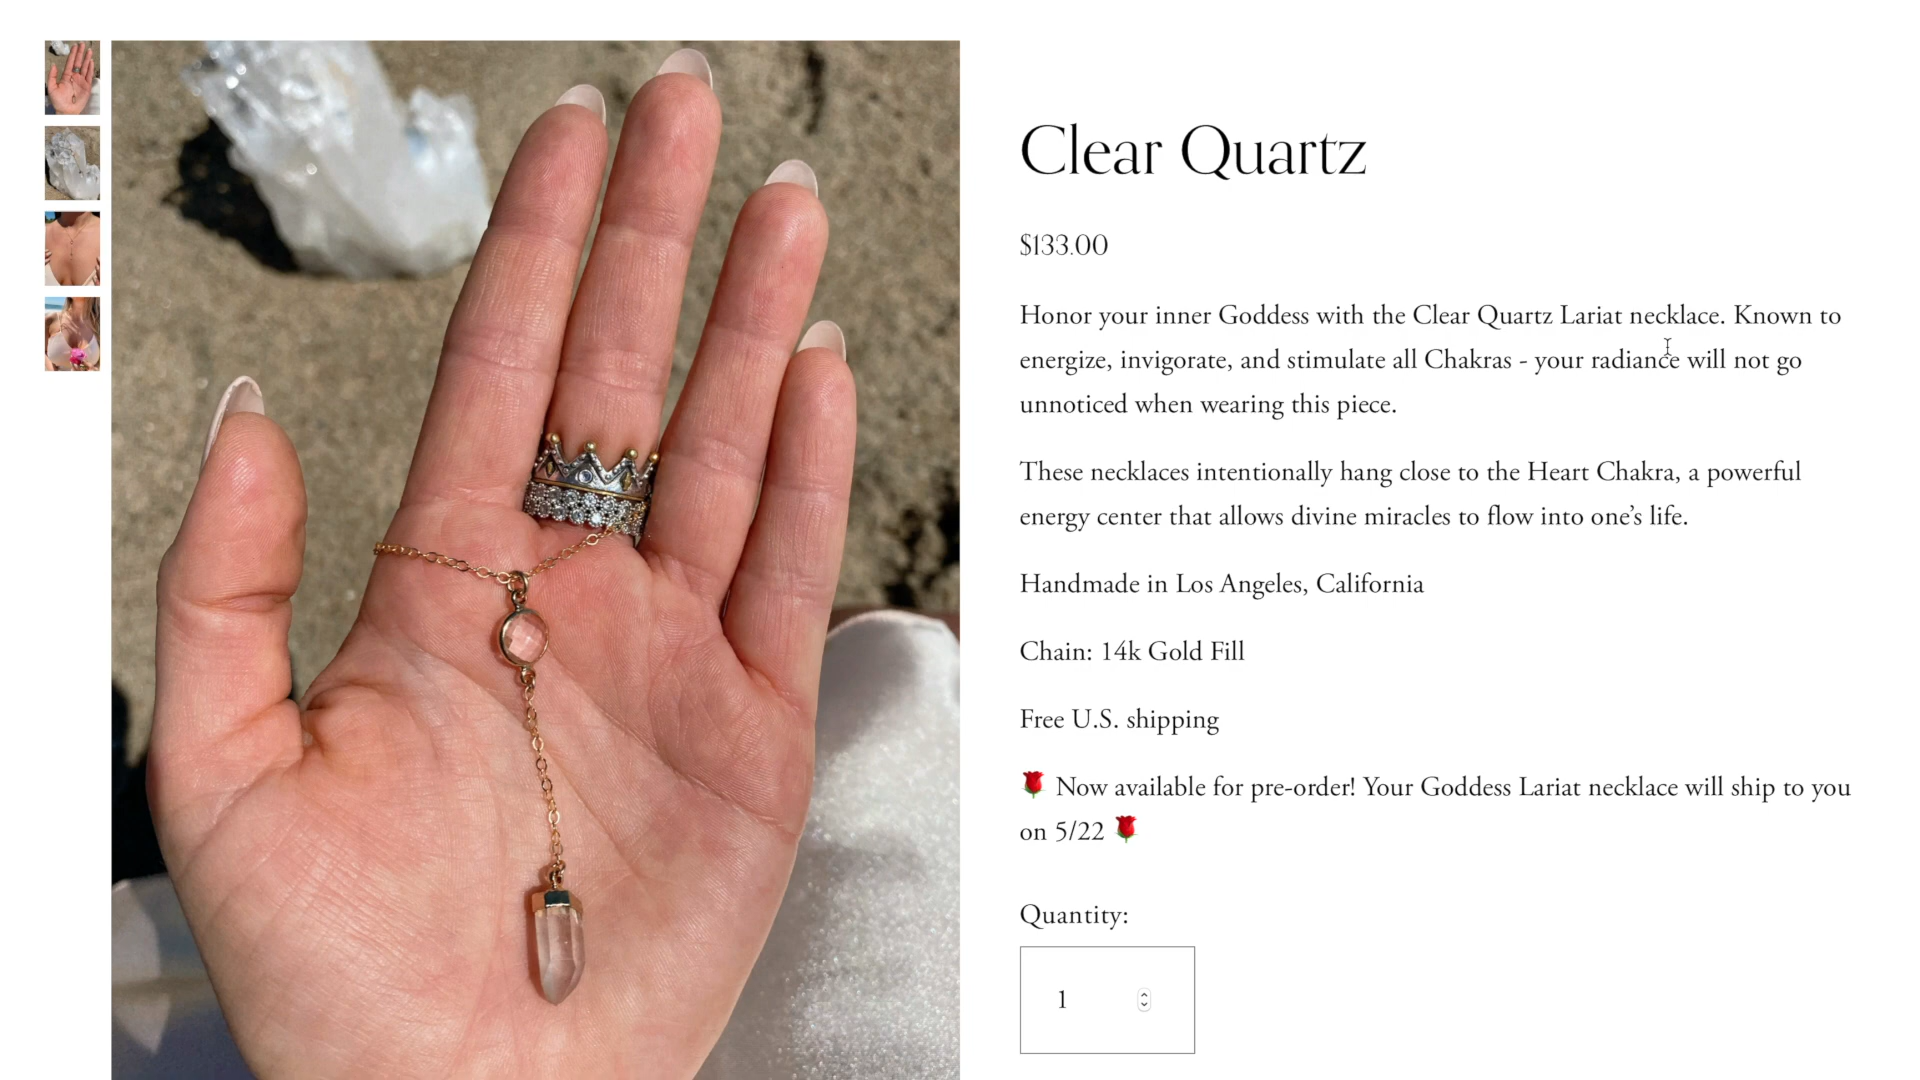 Clear Quartz
$133.00
Honor your inner Goddess with the Clear Quartz Lariat necklace. Known to
energize, invigorate, and stimulate all Chakras - your radiance will not go
unnoticed when wearing this piece.
These necklaces intentionally hang close to the Heart Chakra, a powerful
energy center that allows divine miracles to flow into one’s life.
Handmade in Los Angeles, California
Chain: 14k Gold Fill
Free U.S. shipping
🌹 Now available for pre-order! Your Goddess Lariat necklace will ship to you
on 5/22 🌹
Quantity:
1